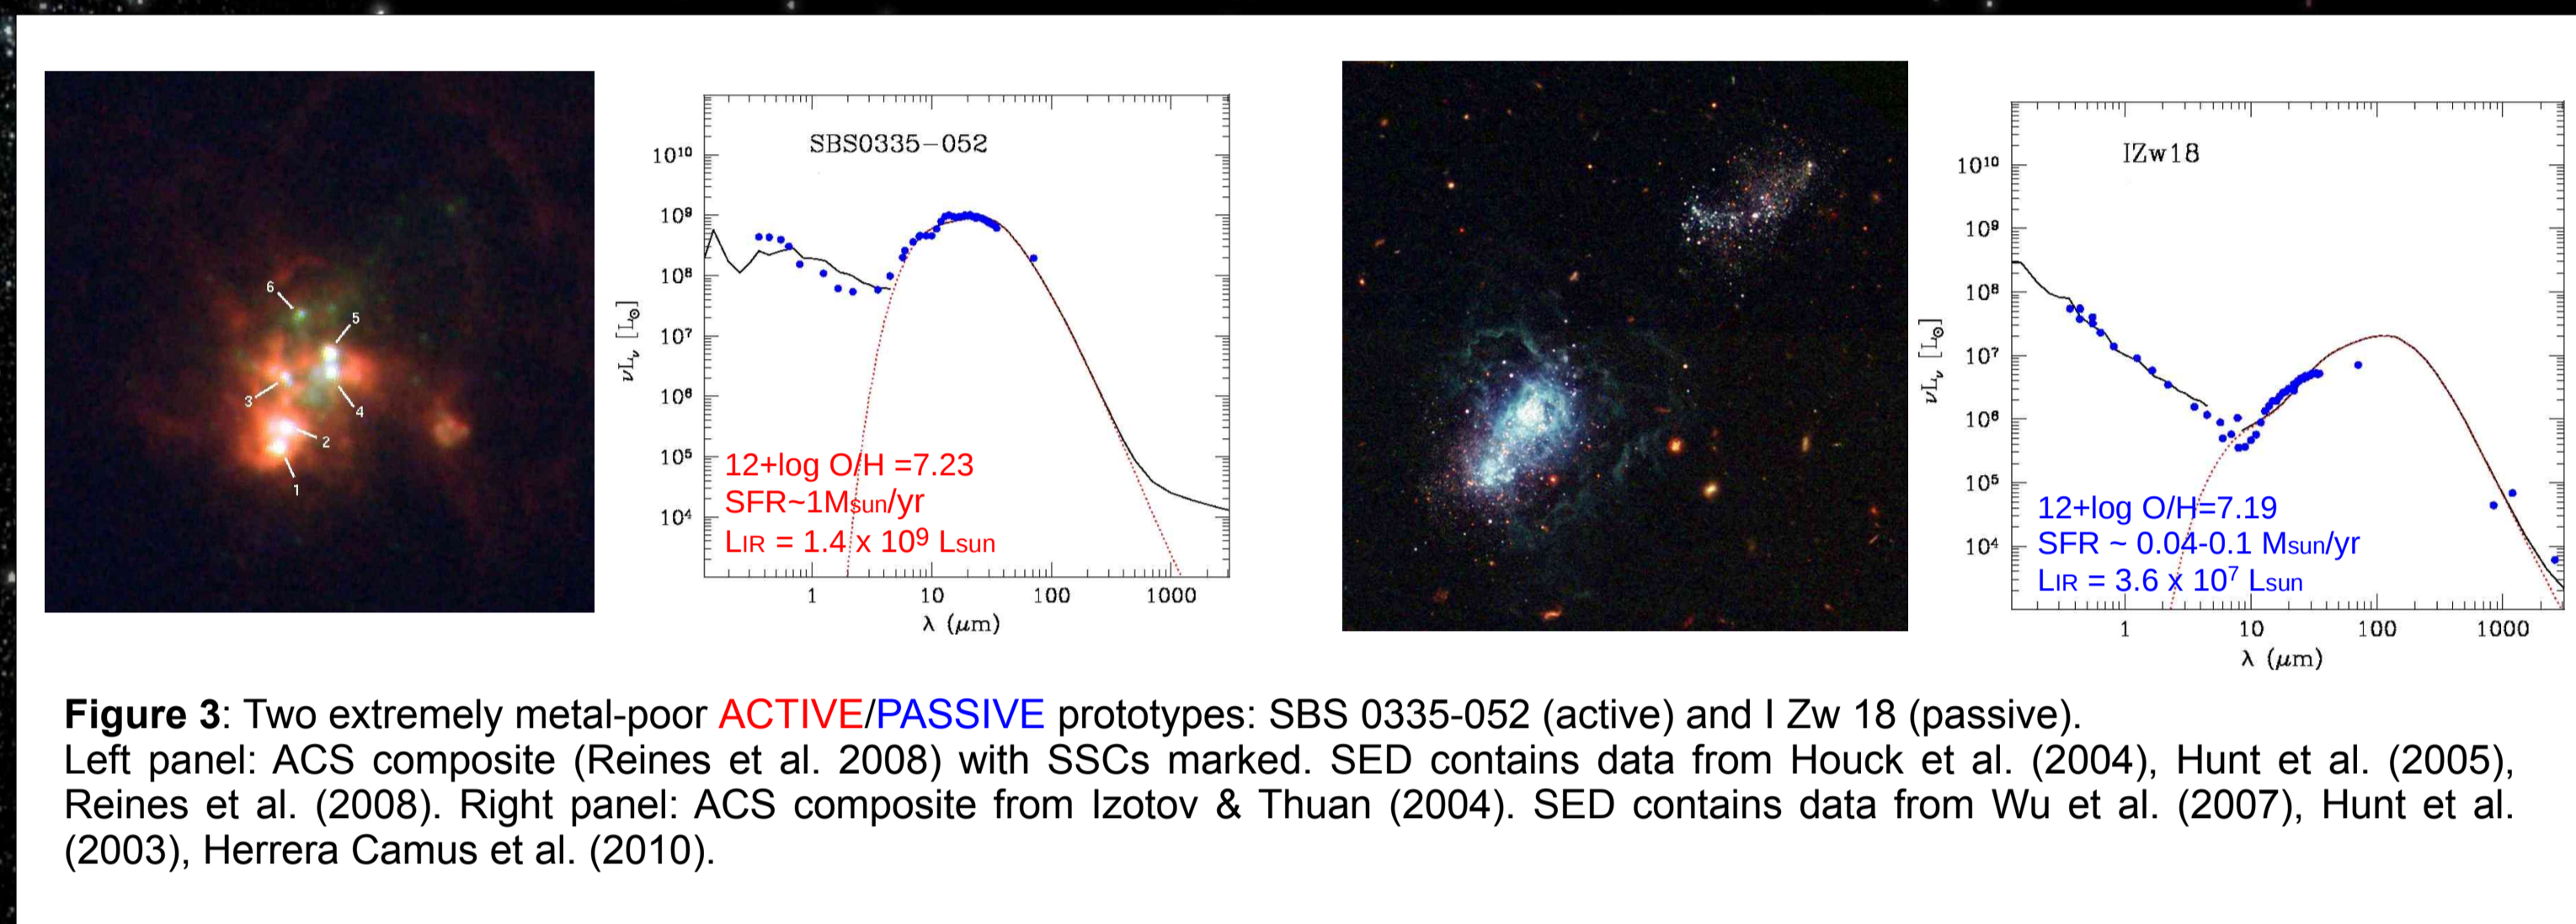 6
5
3
4
2
1
SBS0335−052
10¹⁰
10⁹
10⁸
10⁷
10⁶
10⁵
10⁴
νLᵥ [L⊙]
12+log O/H =7.23
SFR~1Msun/yr
LIR = 1.4 x 10⁹ Lsun
1 10 100 1000
λ (μm)
IZw18
10¹⁰
10⁹
10⁸
10⁷
10⁶
10⁵
10⁴
νLᵥ [L⊙]
12+log O/H=7.19
SFR ~ 0.04-0.1 Msun/yr
LIR = 3.6 x 10⁷ Lsun
1 10 100 1000
λ (μm)
Figure 3: Two extremely metal-poor ACTIVE/PASSIVE prototypes: SBS 0335-052 (active) and I Zw 18 (passive).
Left panel: ACS composite (Reines et al. 2008) with SSCs marked. SED contains data from Houck et al. (2004), Hunt et al. (2005),
Reines et al. (2008). Right panel: ACS composite from Izotov & Thuan (2004). SED contains data from Wu et al. (2007), Hunt et al.
(2003), Herrera Camus et al. (2010).